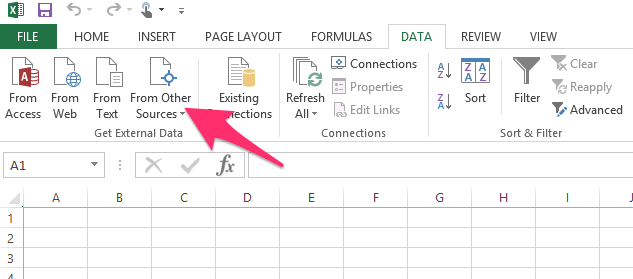 FILE HOME INSERT PAGE LAYOUT FORMULAS DATA REVIEW VIEW
From Access
From Web
From Text
From Other Sources
Existing Connections
Get External Data
Refresh All
Connections
Properties
Edit Links
Connections
A Z
Z A
Z A A Z
Sort
Filter
Clear
Reapply
Advanced
Sort & Filter
A1
fx
A B C D E F G H I J
1
2
3
4